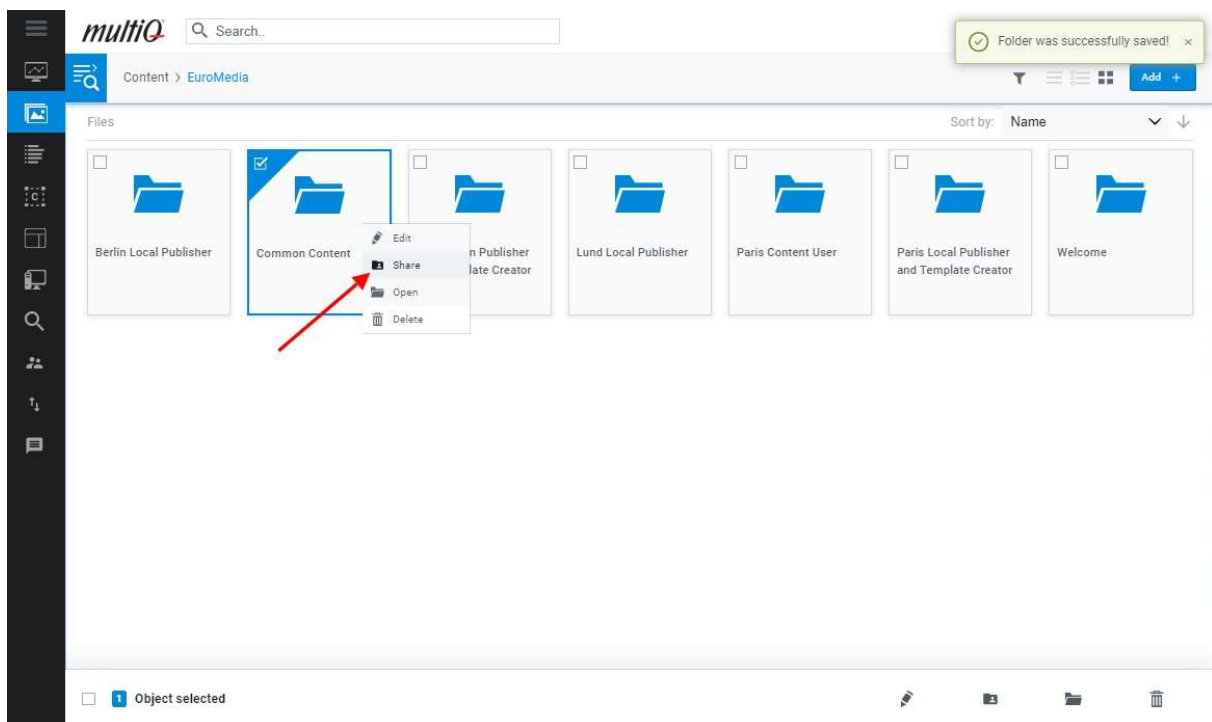 multiQ
Search..
Folder was successfully saved! ×
Content > EuroMedia
Add +
Files
Sort by: Name
Berlin Local Publisher
Common Content
n Publisher
late Creator
Lund Local Publisher
Paris Content User
Paris Local Publisher
and Template Creator
Welcome
Edit
Share
Open
Delete
C
1 Object selected